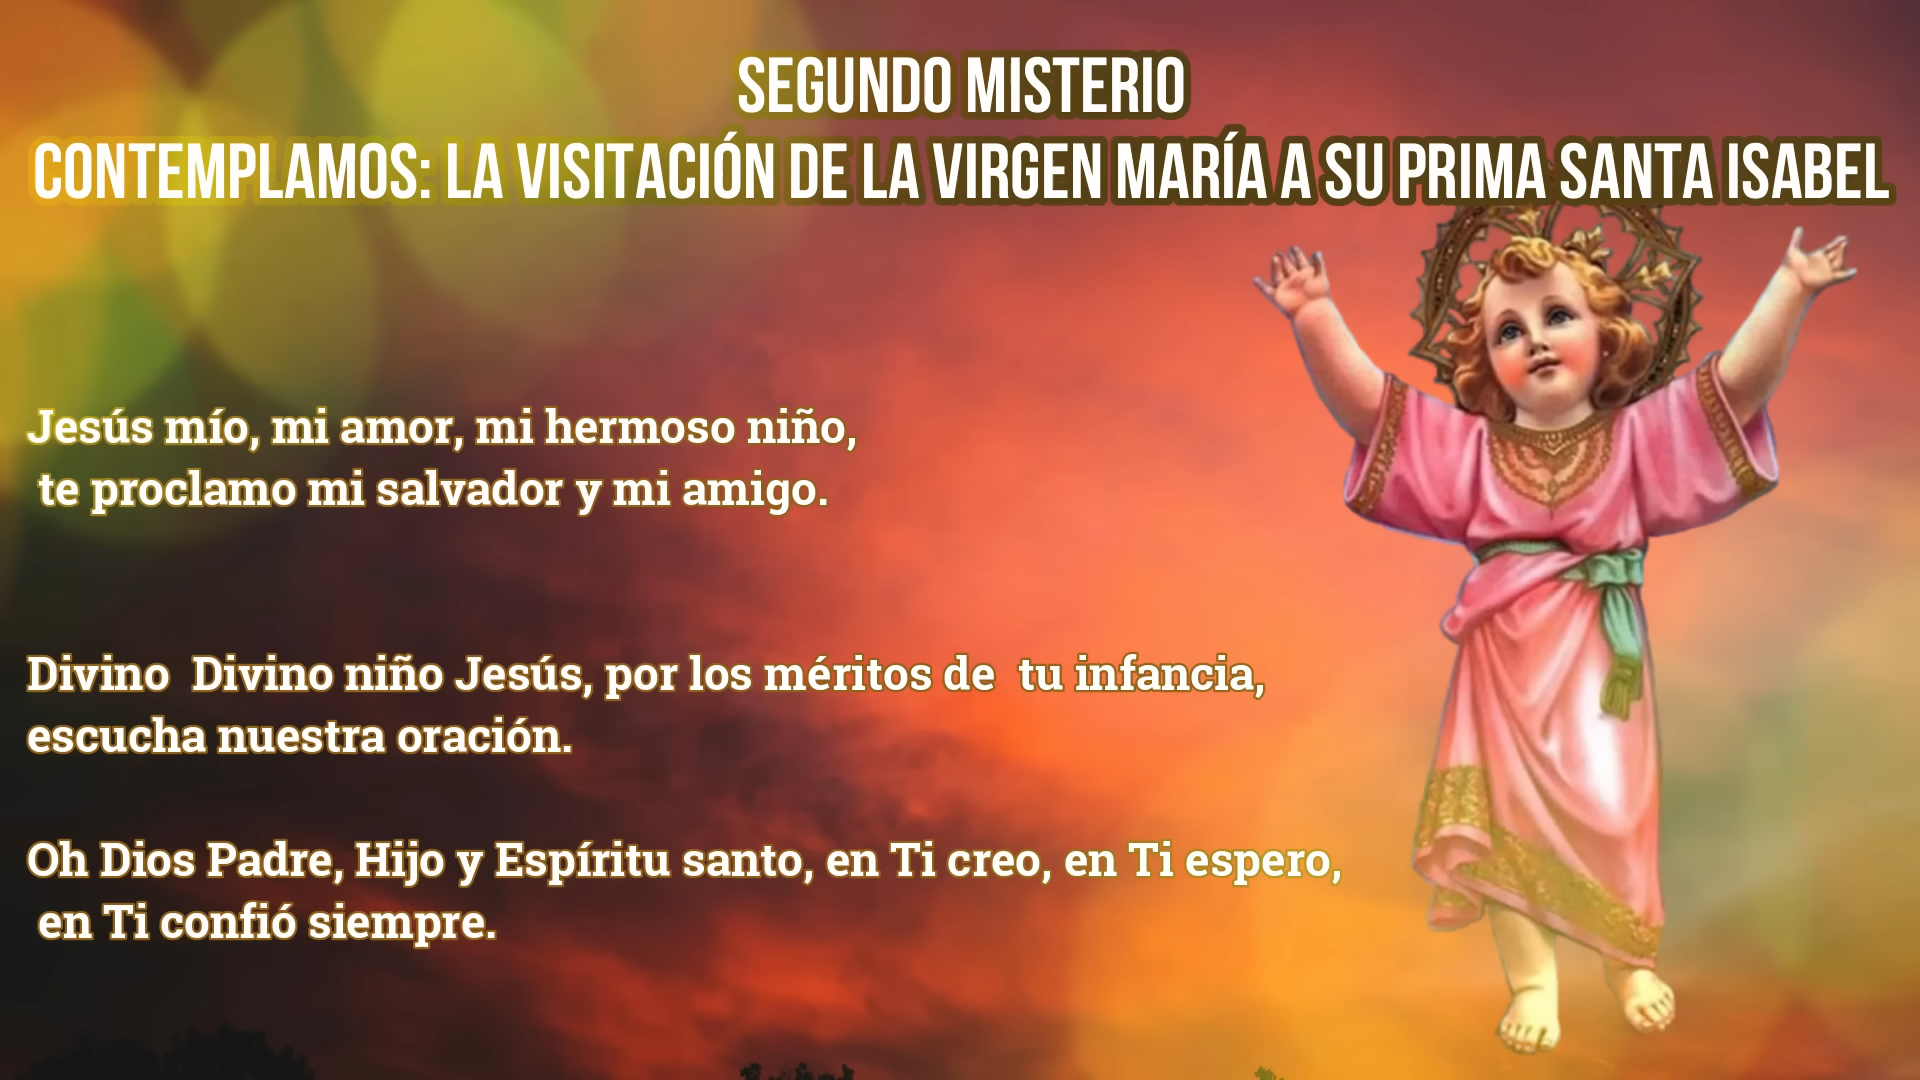 SEGUNDO MISTERIO
CONTEMPLAMOS: LA VISITACIÓN DE LA VIRGEN MARÍA A SU PRIMA SANTA ISABEL
Jesús mío, mi amor, mi hermoso niño,
te proclamo mi salvador y mi amigo.
Divino  Divino niño Jesús, por los méritos de  tu infancia,
escucha nuestra oración.
Oh Dios Padre, Hijo y Espíritu santo, en Ti creo, en Ti espero,
en Ti confió siempre.